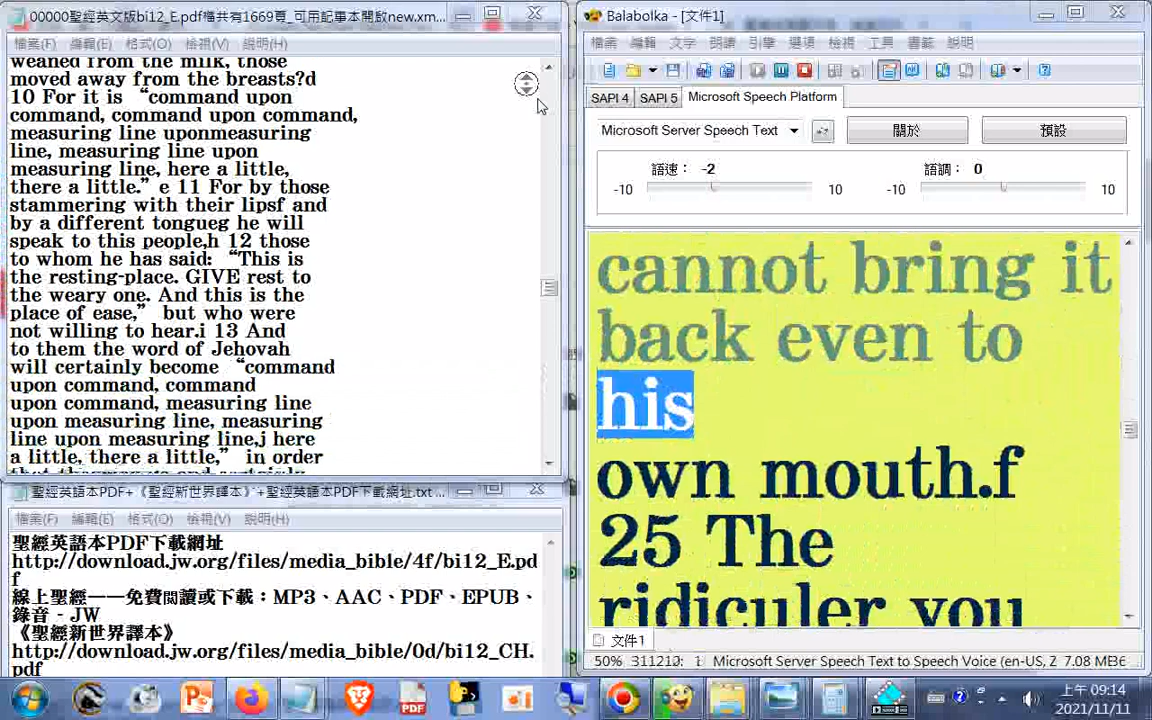 00000聖經英文版bi12_E.pdf檔共有1669頁_可用記事本開啟new.xm...
檔案(F) 編輯(E) 格式(O) 檢視(V) 說明(H)
weaned from the milk, those
moved away from the breasts?d
10 For it is “command upon
command, command upon command,
measuring line uponmeasuring
line, measuring line upon
measuring line, here a little,
there a little.” e 11 For by those
stammering with their lipsf and
by a different tongueg he will
speak to this people,h 12 those
to whom he has said: “This is
the resting-place. GIVE rest to
the weary one. And this is the
place of ease,” but who were
not willing to hear.i 13 And
to them the word of Jehovah
will certainly become “command
upon command, command
upon command, measuring line
upon measuring line, measuring
line upon measuring line,j here
a little, there a little,” in order
聖經英語本PDF+《聖經新世界譯本》+聖經英語本PDF下載網址.txt ...
檔案(F) 編輯(E) 格式(O) 檢視(V) 說明(H)
聖經英語本PDF下載網址
http://download.jw.org/files/media_bible/4f/bi12_E.pd
f
線上聖經——免費閱讀或下載：MP3、AAC、PDF、EPUB、
錄音 - JW
《聖經新世界譯本》
http://download.jw.org/files/media_bible/0d/bi12_CH.
pdf
Balabolka - [文件1]
檔案 編輯 文字 朗讀 引擎 選項 檢視 工具 書籤 說明
SAPI 4 SAPI 5 Microsoft Speech Platform
Microsoft Server Speech Text 關於 預設
語速： -2 語調： 0
-10 10 -10 10
cannot bring it
back even to
his
own mouth.f
25 The
ridiculer you
文件1
50% 311210: 1 Microsoft Server Speech Text to Speech Voice (en-US, Z 7.08 MB
上午 09:14
2021/11/11